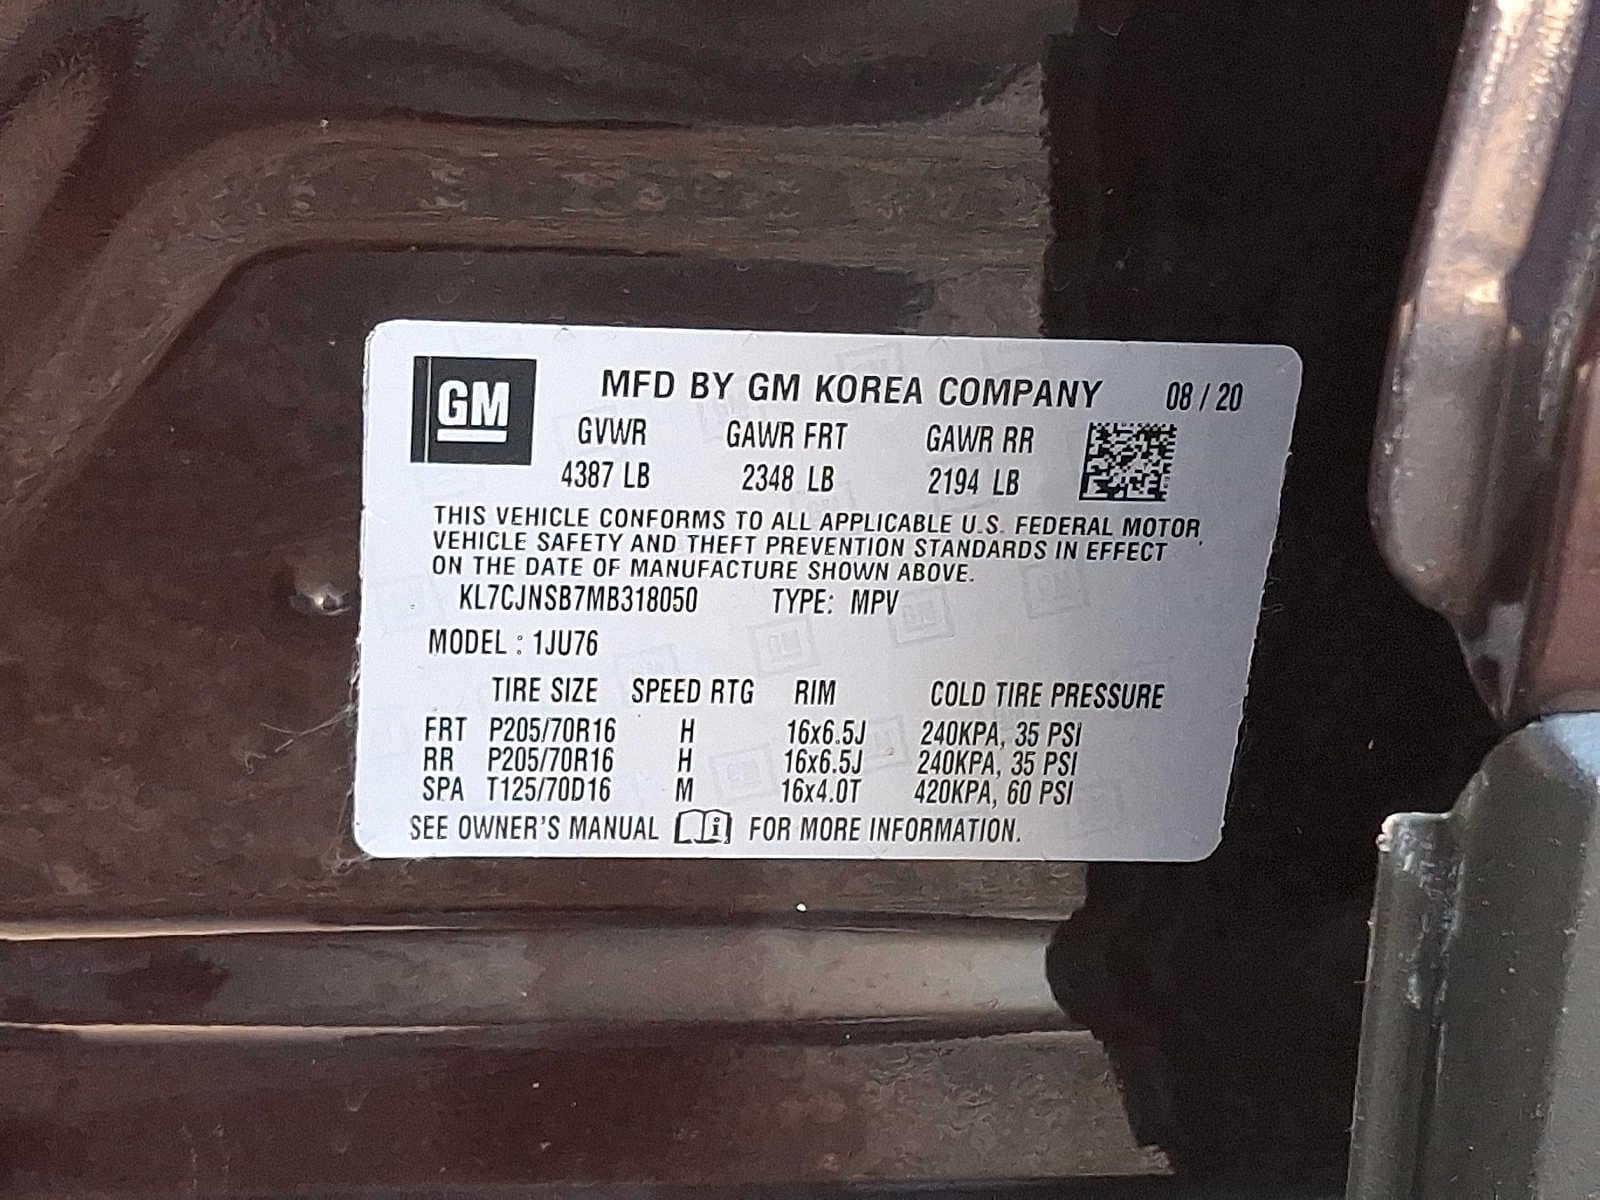 GM
MFD BY GM KOREA COMPANY 08 / 20
GVWR GAWR FRT GAWR RR
4387 LB 2348 LB 2194 LB
THIS VEHICLE CONFORMS TO ALL APPLICABLE U.S. FEDERAL MOTOR
VEHICLE SAFETY AND THEFT PREVENTION STANDARDS IN EFFECT
ON THE DATE OF MANUFACTURE SHOWN ABOVE.
KL7CJNSB7MB318050 TYPE: MPV
MODEL : 1JU76
TIRE SIZE SPEED RTG RIM COLD TIRE PRESSURE
FRT P205/70R16 H 16x6.5J 240KPA, 35 PSI
RR P205/70R16 H 16x6.5J 240KPA, 35 PSI
SPA T125/70D16 M 16x4.0T 420KPA, 60 PSI
SEE OWNER'S MANUAL FOR MORE INFORMATION.